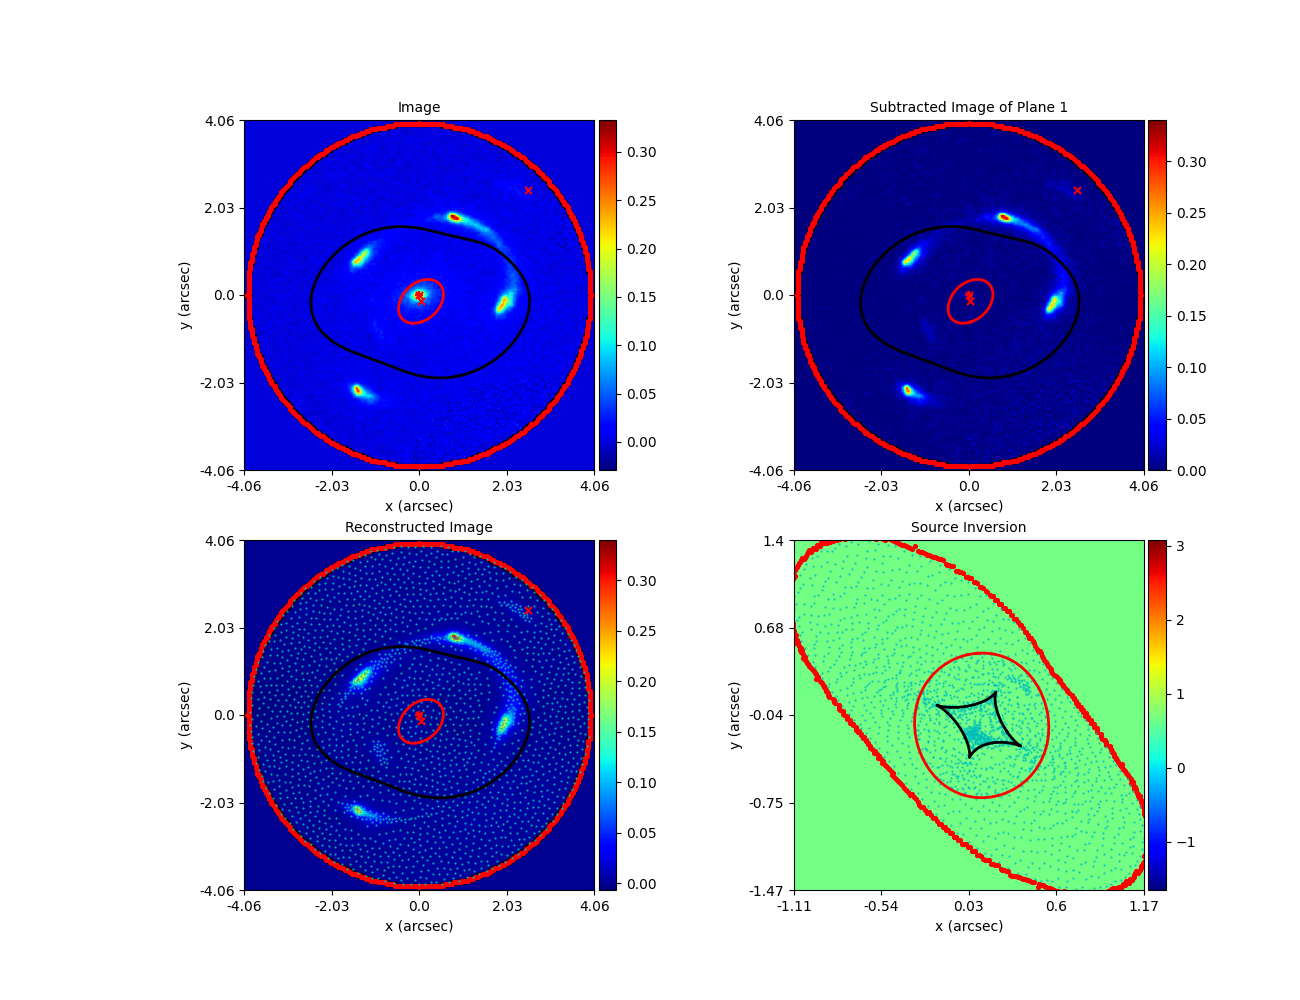 Image
4.06
2.03
0.0
-2.03
-4.06
y (arcsec)
-4.06 -2.03 0.0 2.03 4.06
x (arcsec)
0.30
0.25
0.20
0.15
0.10
0.05
0.00
Subtracted Image of Plane 1
4.06
2.03
0.0
-2.03
-4.06
y (arcsec)
-4.06 -2.03 0.0 2.03 4.06
x (arcsec)
0.30
0.25
0.20
0.15
0.10
0.05
0.00
Reconstructed Image
4.06
2.03
0.0
-2.03
-4.06
y (arcsec)
-4.06 -2.03 0.0 2.03 4.06
x (arcsec)
0.30
0.25
0.20
0.15
0.10
0.05
0.00
Source Inversion
1.4
0.68
-0.04
-0.75
-1.47
y (arcsec)
-1.11 -0.54 0.03 0.6 1.17
x (arcsec)
3
2
1
0
−1